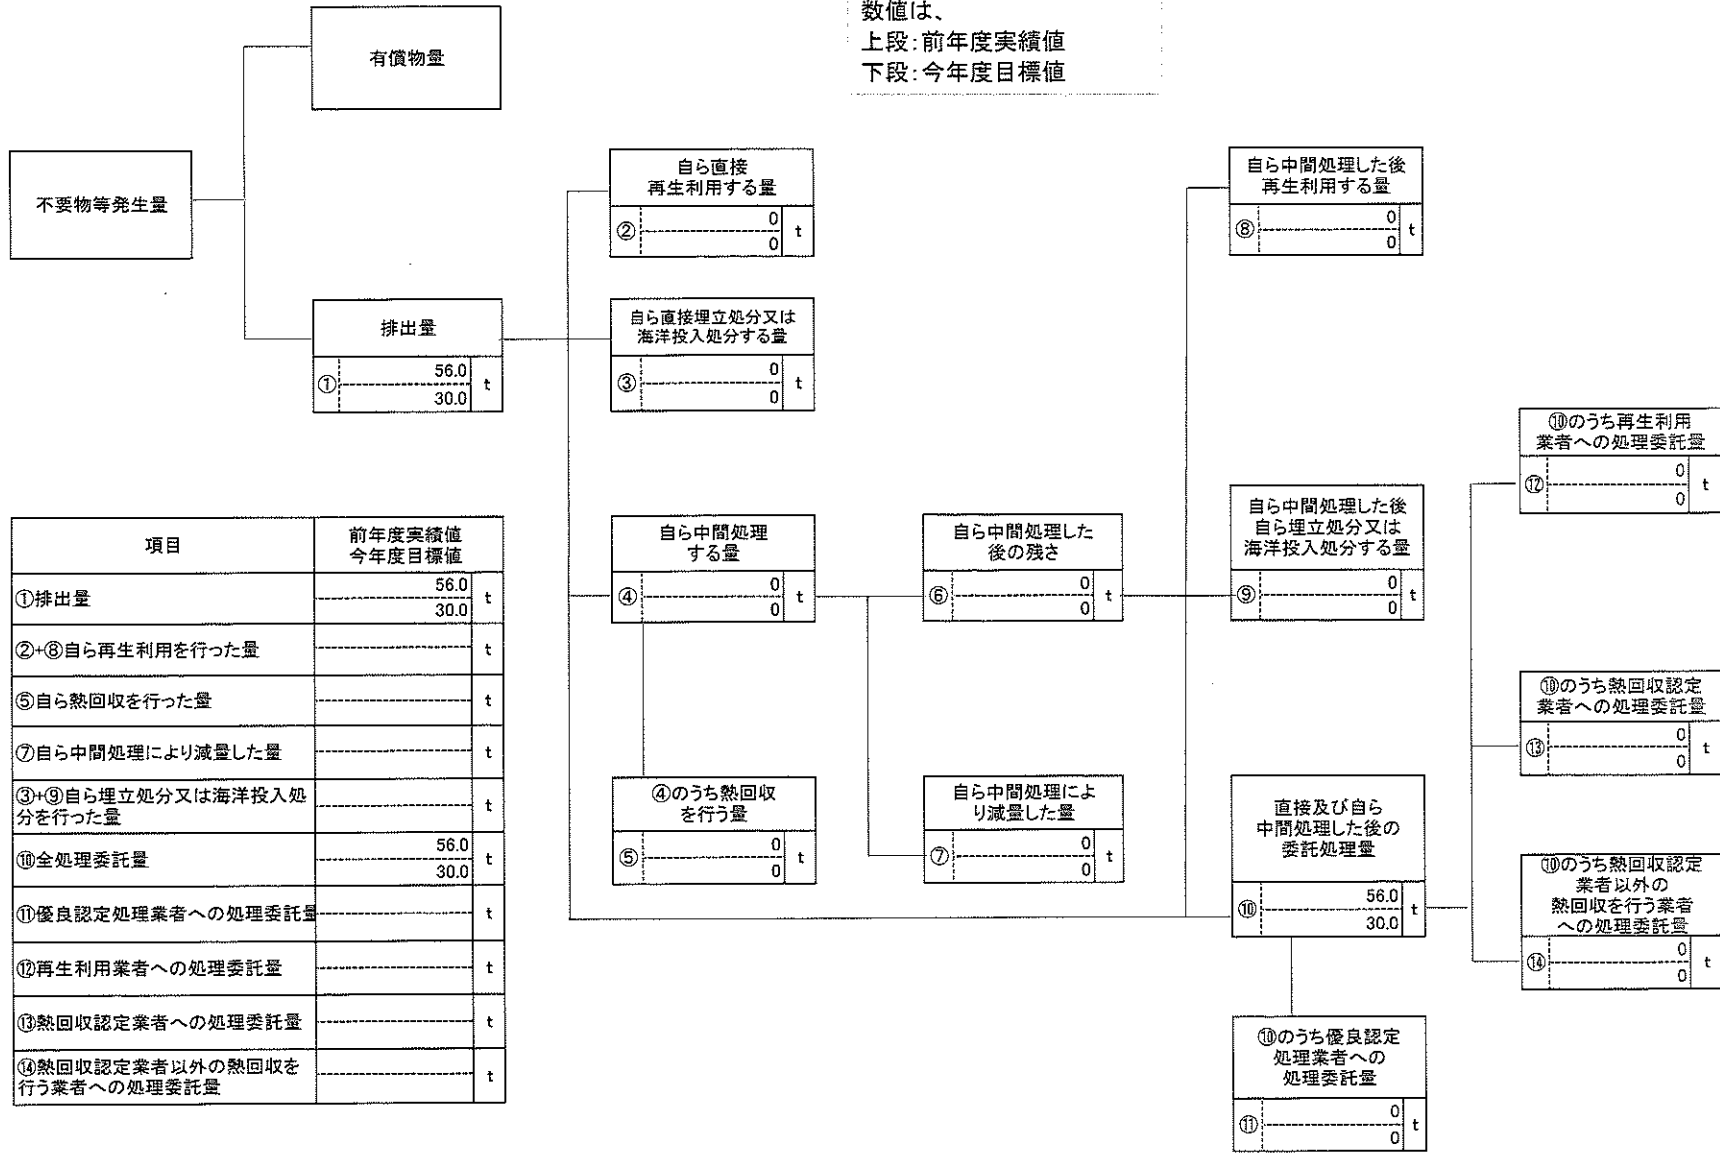 数値は、
上段:前年度実績値
下段:今年度目標値
有償物量
不要物等発生量
排出量
① 56.0 t
30.0
自ら直接
再生利用する量
② 0 t
0
自ら直接埋立処分又は
海洋投入処分する量
③ 0 t
0
自ら中間処理
する量
④ 0 t
0
④のうち熱回収
を行う量
⑤ 0 t
0
自ら中間処理した
後の残さ
⑥ 0 t
0
自ら中間処理によ
り減量した量
⑦ 0 t
0
自ら中間処理した後
再生利用する量
⑧ 0 t
0
自ら中間処理した後
自ら埋立処分又は
海洋投入処分する量
⑨ 0 t
0
直接及び自ら
中間処理した後の
委託処理量
⑩ 56.0 t
30.0
⑩のうち優良認定
処理業者への
処理委託量
⑪ 0 t
0
⑩のうち再生利用
業者への処理委託量
⑫ 0 t
0
⑩のうち熱回収認定
業者への処理委託量
⑬ 0 t
0
⑩のうち熱回収認定
業者以外の
熱回収を行う業者
への処理委託量
⑭ 0 t
0
項目 前年度実績値
今年度目標値
①排出量 56.0 t
30.0
②+⑧自ら再生利用を行った量 t
⑤自ら熱回収を行った量 t
⑦自ら中間処理により減量した量 t
③+⑨自ら埋立処分又は海洋投入処
分を行った量 t
⑩全処理委託量 56.0 t
30.0
⑪優良認定処理業者への処理委託量 t
⑫再生利用業者への処理委託量 t
⑬熱回収認定業者への処理委託量 t
⑭熱回収認定業者以外の熱回収を
行う業者への処理委託量 t